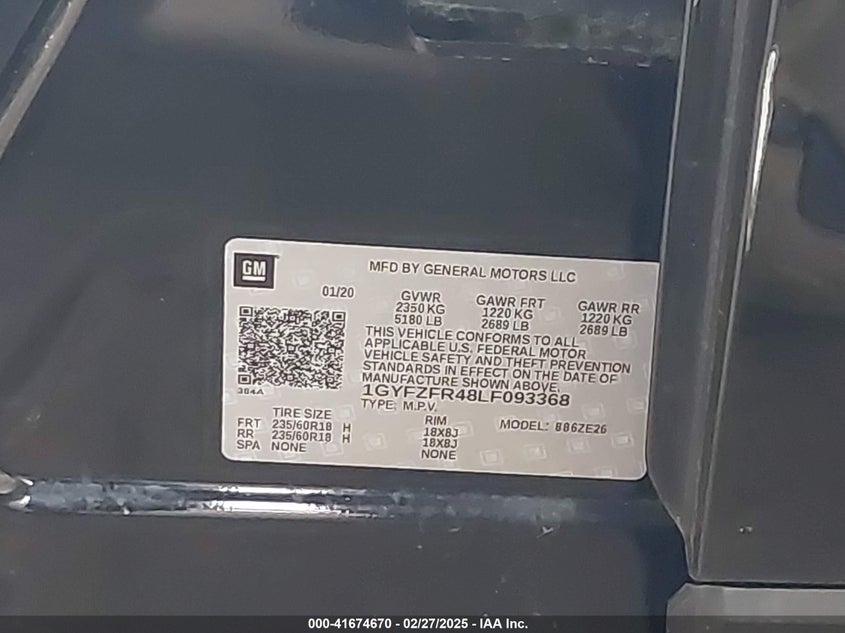 GM
MFD BY GENERAL MOTORS LLC
01/20
GVWR GAWR FRT GAWR RR
2350 KG 1220 KG 1220 KG
5180 LB 2689 LB 2689 LB
THIS VEHICLE CONFORMS TO ALL
APPLICABLE U.S. FEDERAL MOTOR
VEHICLE SAFETY AND THEFT PREVENTION
STANDARDS IN EFFECT ON THE DATE OF
MANUFACTURE SHOWN ABOVE.
384A
1GYFZFR48LF093368
TYPE: M.P.V.
TIRE SIZE RIM MODEL: 886ZE26
FRT 235/60R18 H 18X8J
RR 235/60R18 H 18X8J
SPA NONE NONE
000-41674670 - 02/27/2025 - IAA Inc.